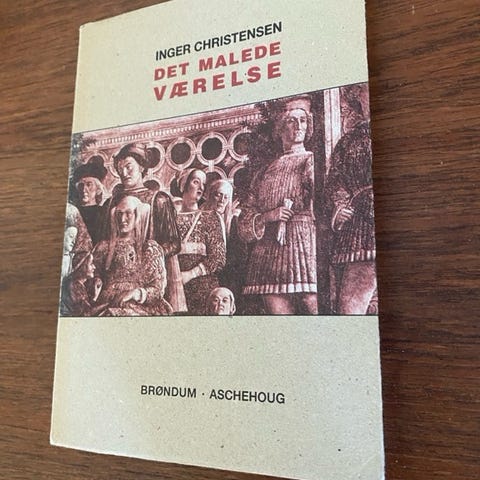 INGER CHRISTENSEN
DET MALEDE
VÆRELSE
BRØNDUM · ASCHEHOUG